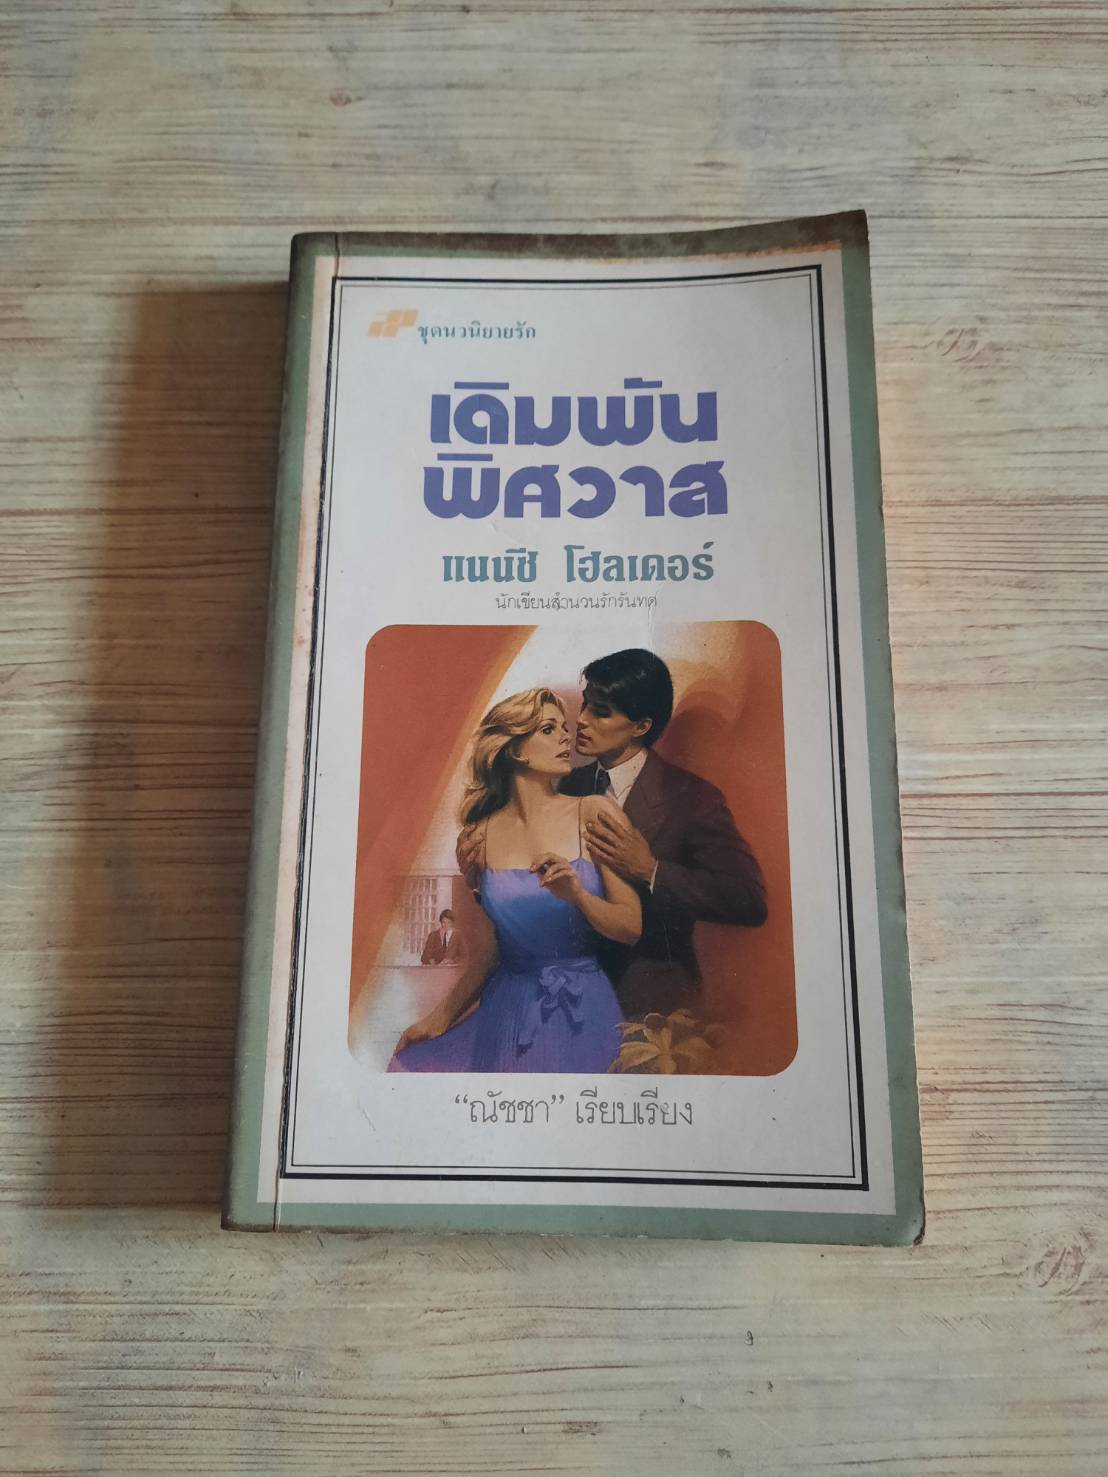 ชุดนวนิยายรัก
เดิมพัน
พิศวาส
แนนซี โฮลเดอร์
นักเขียนสำนวนรักรันทด
“ณัชชา” เรียบเรียง